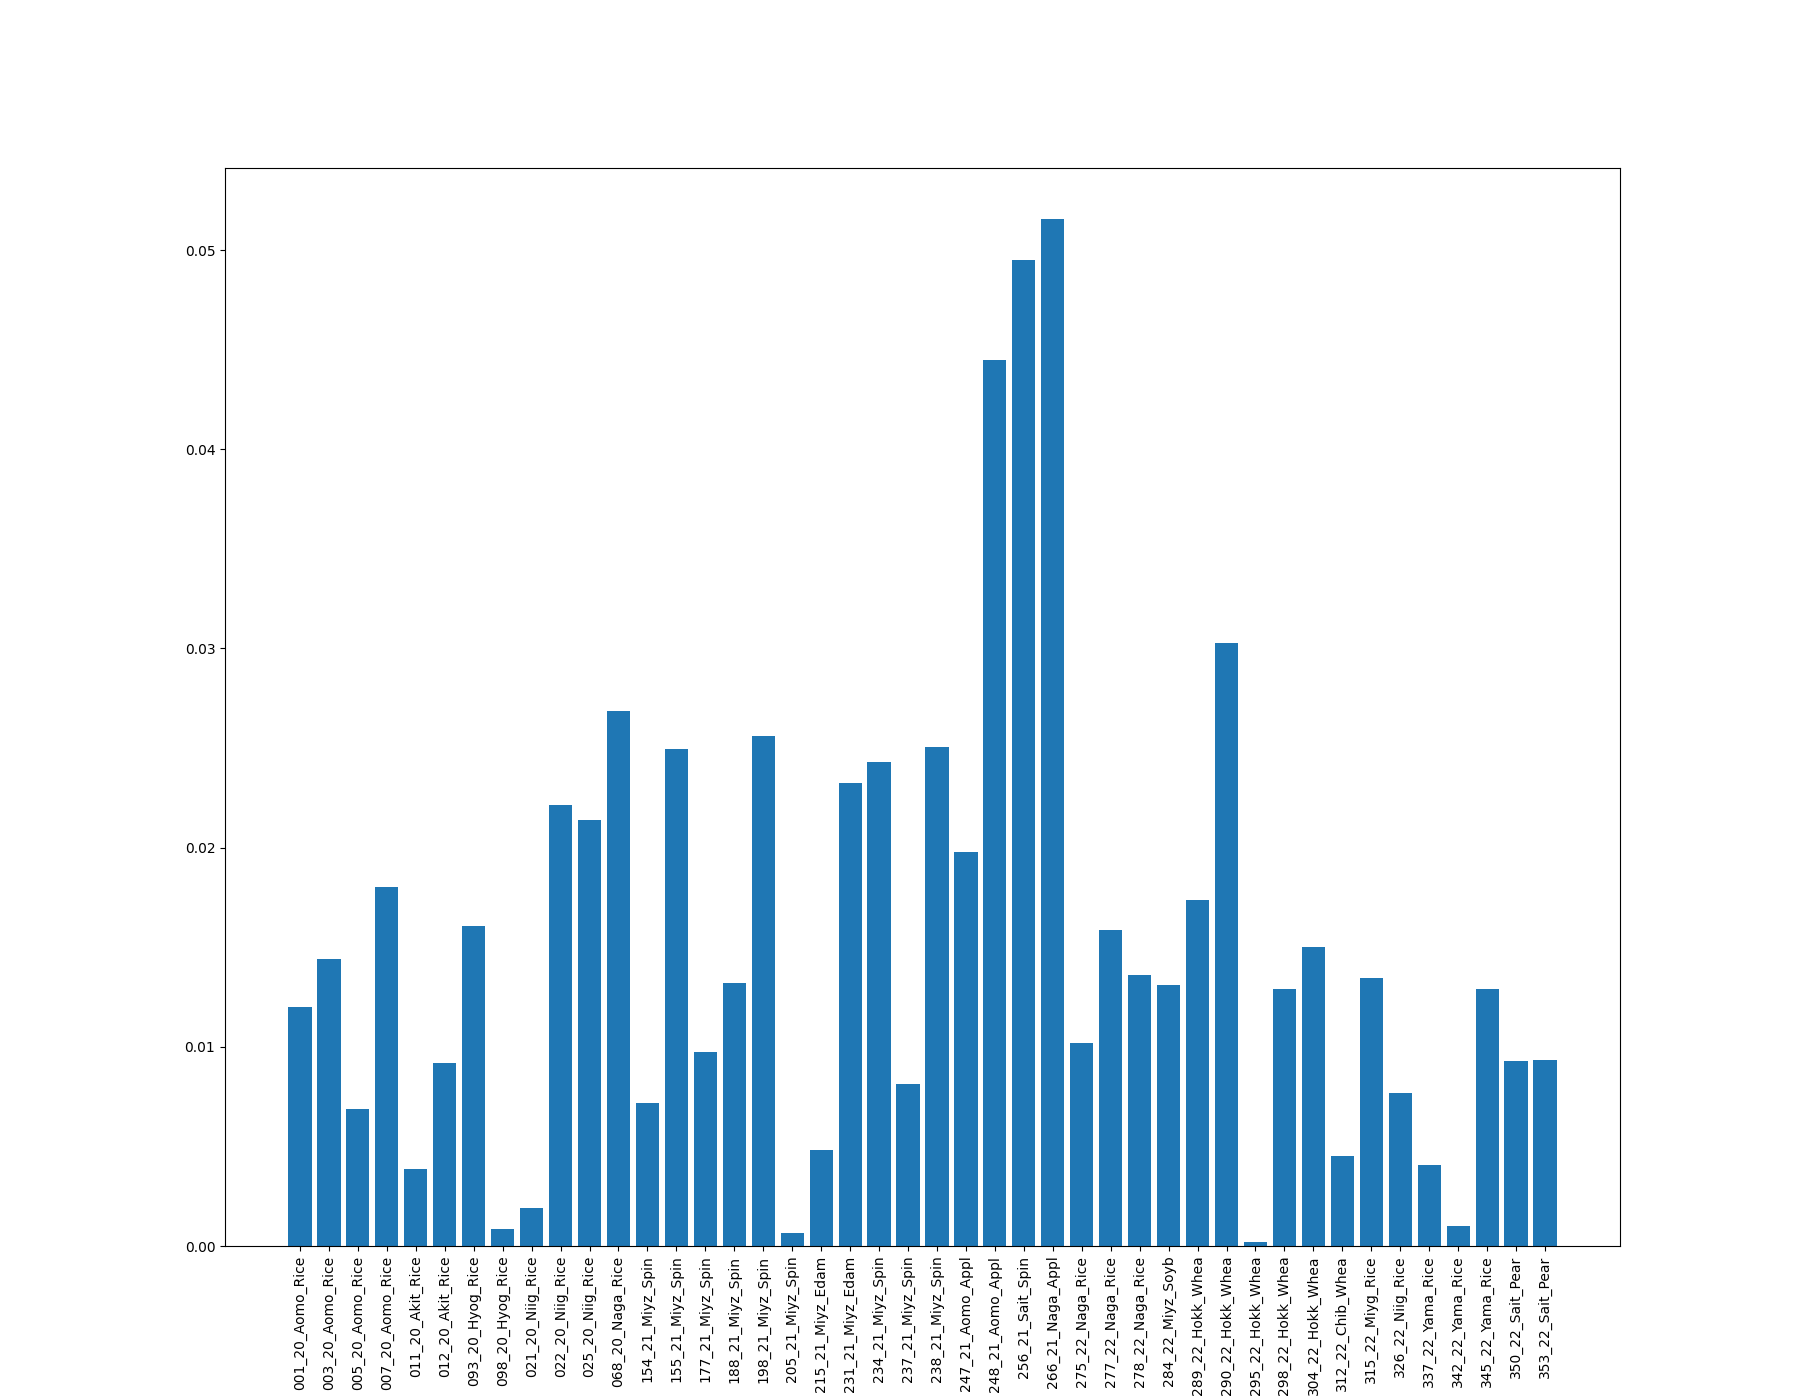 0.05
0.04
0.03
0.02
0.01
0.00
001_20_Aomo_Rice
003_20_Aomo_Rice
005_20_Aomo_Rice
007_20_Aomo_Rice
011_20_Akit_Rice
012_20_Akit_Rice
093_20_Hyog_Rice
098_20_Hyog_Rice
021_20_Niig_Rice
022_20_Niig_Rice
025_20_Niig_Rice
068_20_Naga_Rice
154_21_Miyz_Spin
155_21_Miyz_Spin
177_21_Miyz_Spin
188_21_Miyz_Spin
198_21_Miyz_Spin
205_21_Miyz_Spin
215_21_Miyz_Edam
231_21_Miyz_Edam
234_21_Miyz_Spin
237_21_Miyz_Spin
238_21_Miyz_Spin
247_21_Aomo_Appl
248_21_Aomo_Appl
256_21_Sait_Spin
266_21_Naga_Appl
275_22_Naga_Rice
277_22_Naga_Rice
278_22_Naga_Rice
284_22_Miyz_Soyb
289_22_Hokk_Whea
290_22_Hokk_Whea
295_22_Hokk_Whea
298_22_Hokk_Whea
304_22_Hokk_Whea
312_22_Chib_Whea
315_22_Miyg_Rice
326_22_Niig_Rice
337_22_Yama_Rice
342_22_Yama_Rice
345_22_Yama_Rice
350_22_Sait_Pear
353_22_Sait_Pear